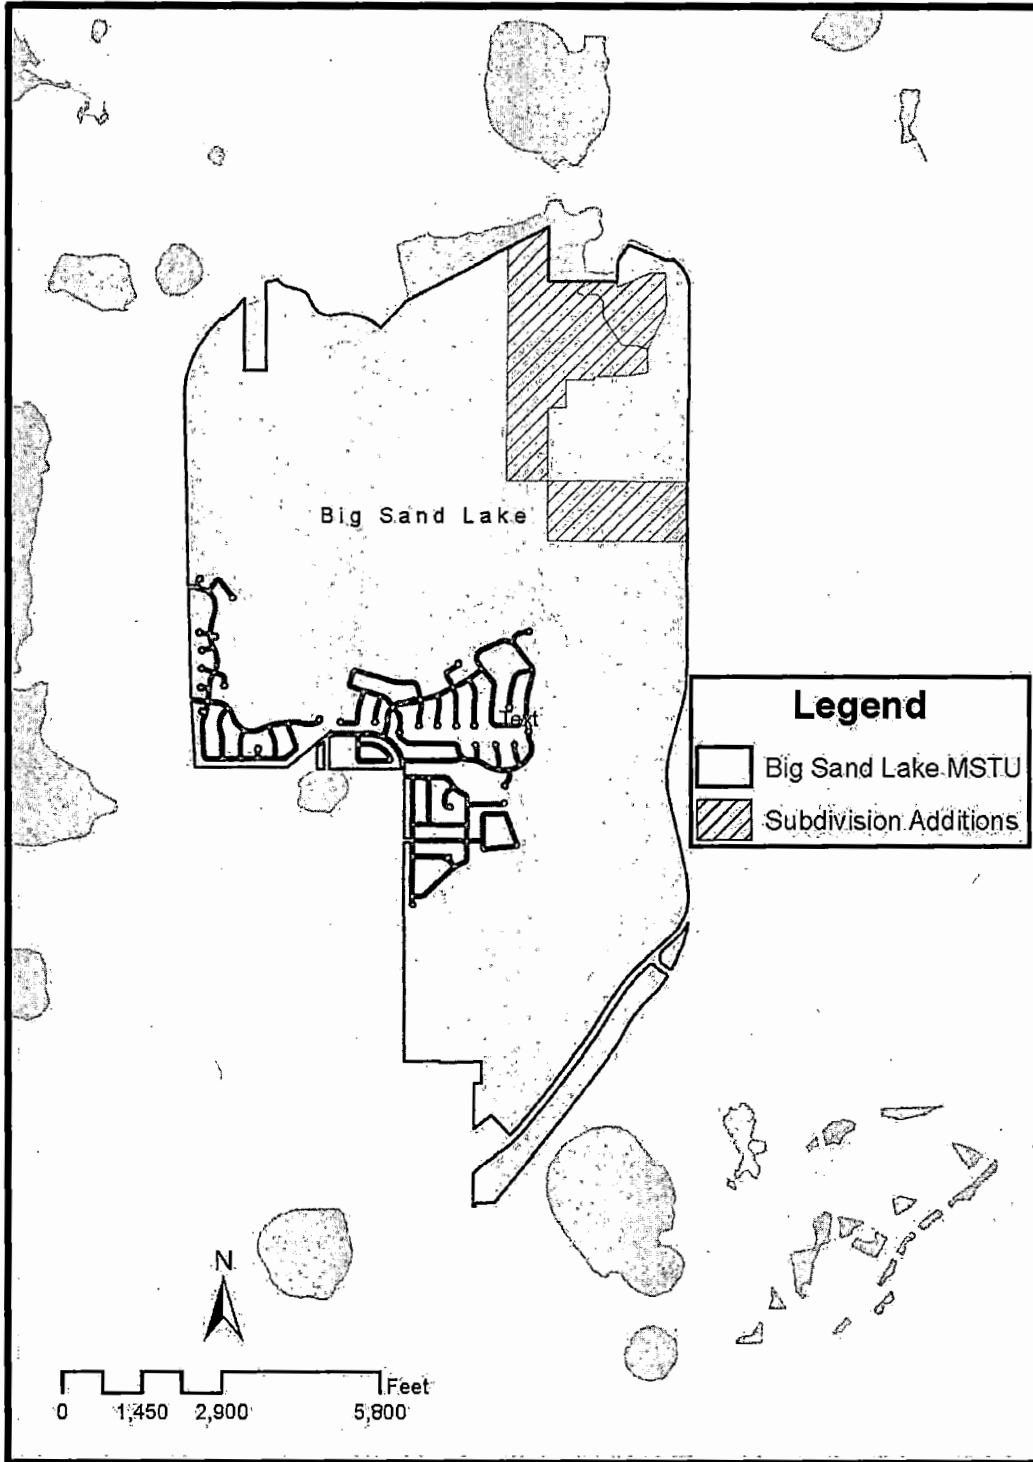 Big Sand Lake
Text
Legend
Big Sand Lake MSTU
Subdivision Additions
N
Feet
0 1,450 2,900 5,800